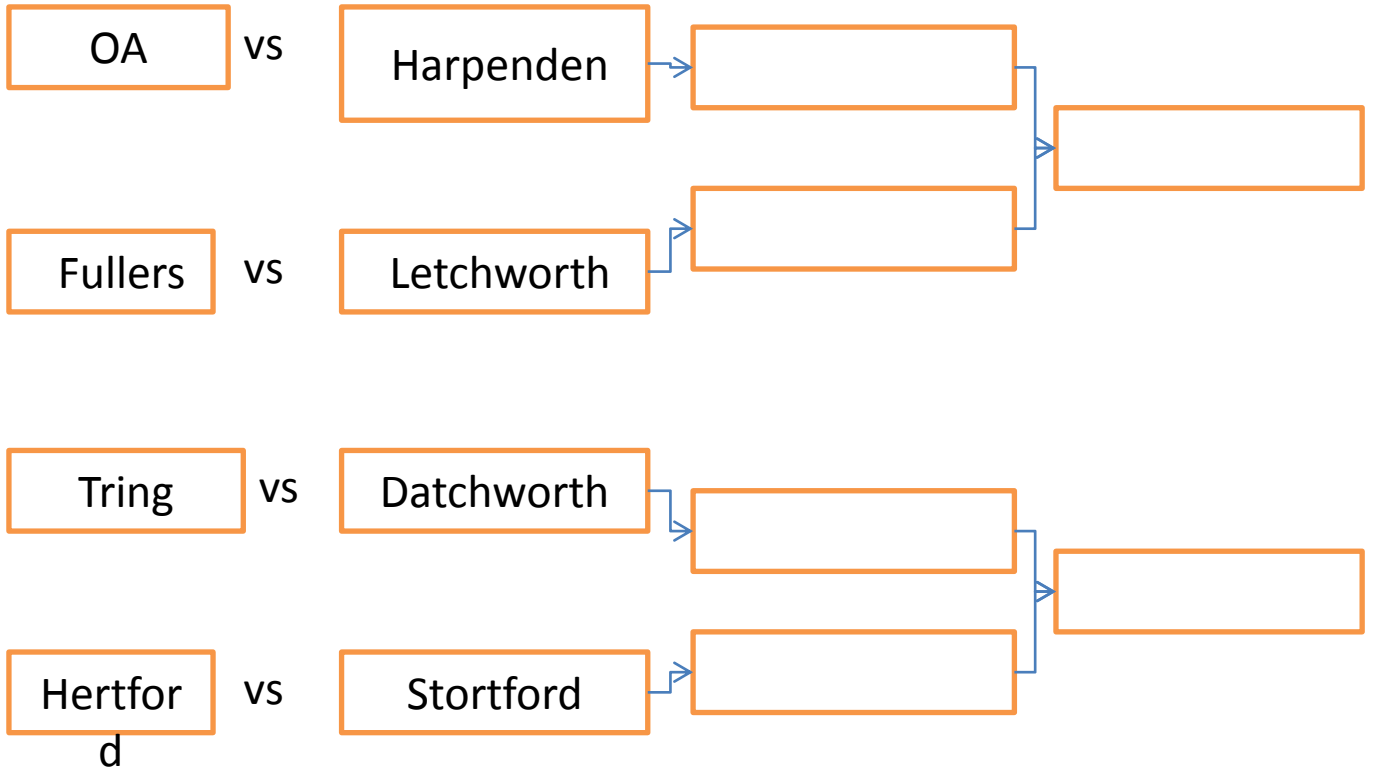 OA vs Harpenden
Fullers vs Letchworth
Tring vs Datchworth
Hertfor vs Stortford
d